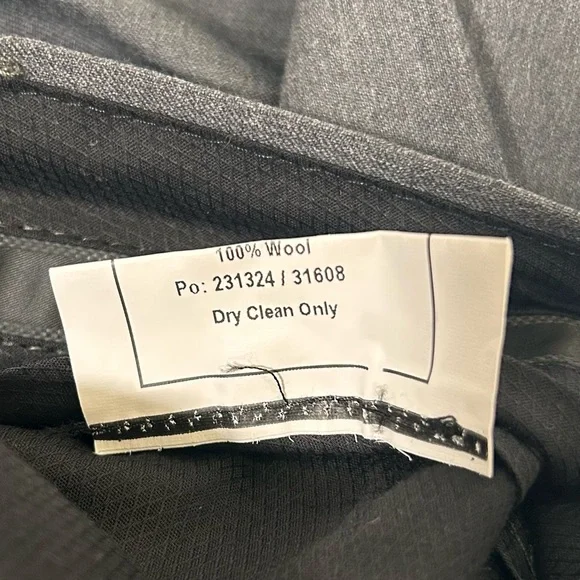 100% Wool
Po: 231324 / 31608
Dry Clean Only